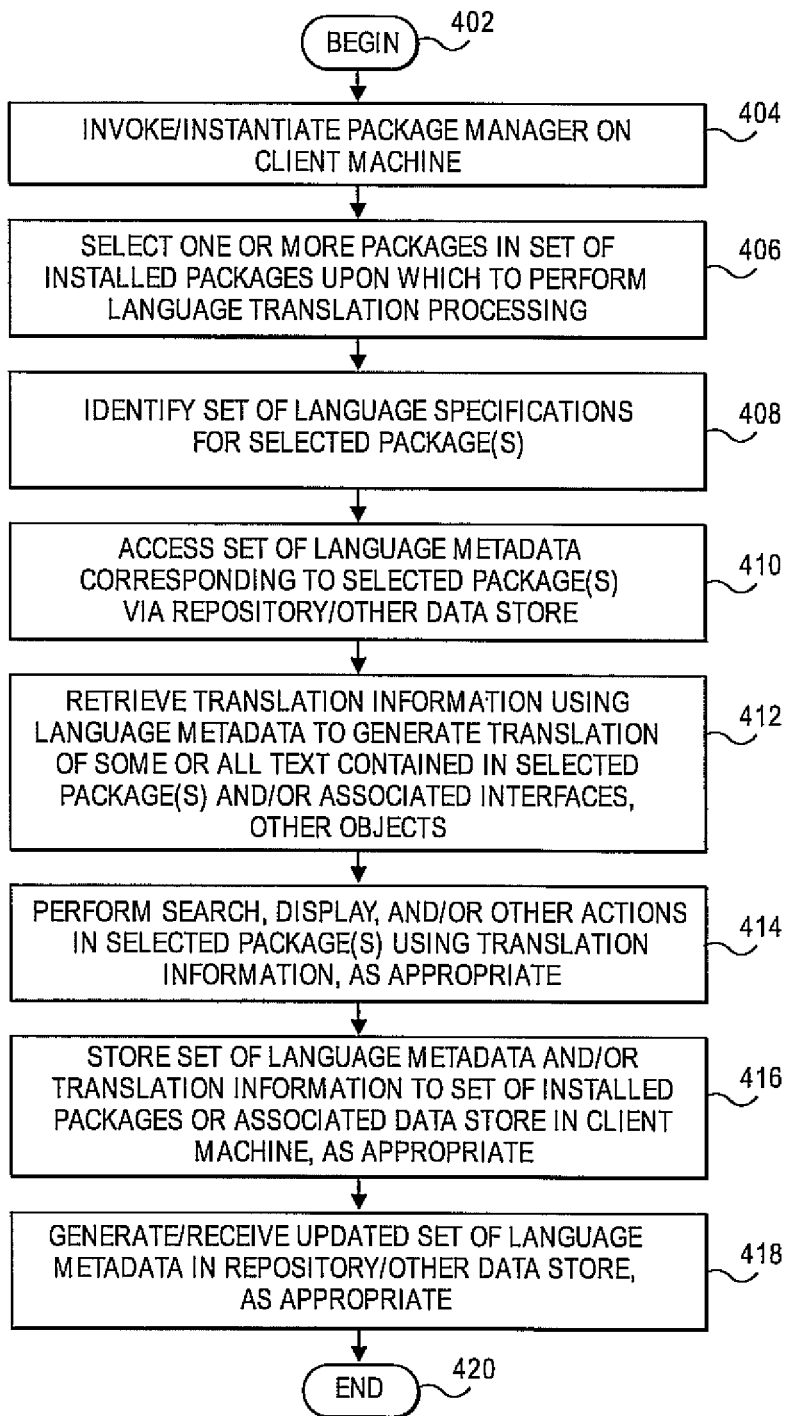 BEGIN
402
INVOKE/INSTANTIATE PACKAGE MANAGER ON
CLIENT MACHINE
404
SELECT ONE OR MORE PACKAGES IN SET OF
INSTALLED PACKAGES UPON WHICH TO PERFORM
LANGUAGE TRANSLATION PROCESSING
406
IDENTIFY SET OF LANGUAGE SPECIFICATIONS
FOR SELECTED PACKAGE(S)
408
ACCESS SET OF LANGUAGE METADATA
CORRESPONDING TO SELECTED PACKAGE(S)
VIA REPOSITORY/OTHER DATA STORE
410
RETRIEVE TRANSLATION INFORMATION USING
LANGUAGE METADATA TO GENERATE TRANSLATION
OF SOME OR ALL TEXT CONTAINED IN SELECTED
PACKAGE(S) AND/OR ASSOCIATED INTERFACES,
OTHER OBJECTS
412
PERFORM SEARCH, DISPLAY, AND/OR OTHER ACTIONS
IN SELECTED PACKAGE(S) USING TRANSLATION
INFORMATION, AS APPROPRIATE
414
STORE SET OF LANGUAGE METADATA AND/OR
TRANSLATION INFORMATION TO SET OF INSTALLED
PACKAGES OR ASSOCIATED DATA STORE IN CLIENT
MACHINE, AS APPROPRIATE
416
GENERATE/RECEIVE UPDATED SET OF LANGUAGE
METADATA IN REPOSITORY/OTHER DATA STORE,
AS APPROPRIATE
418
END
420